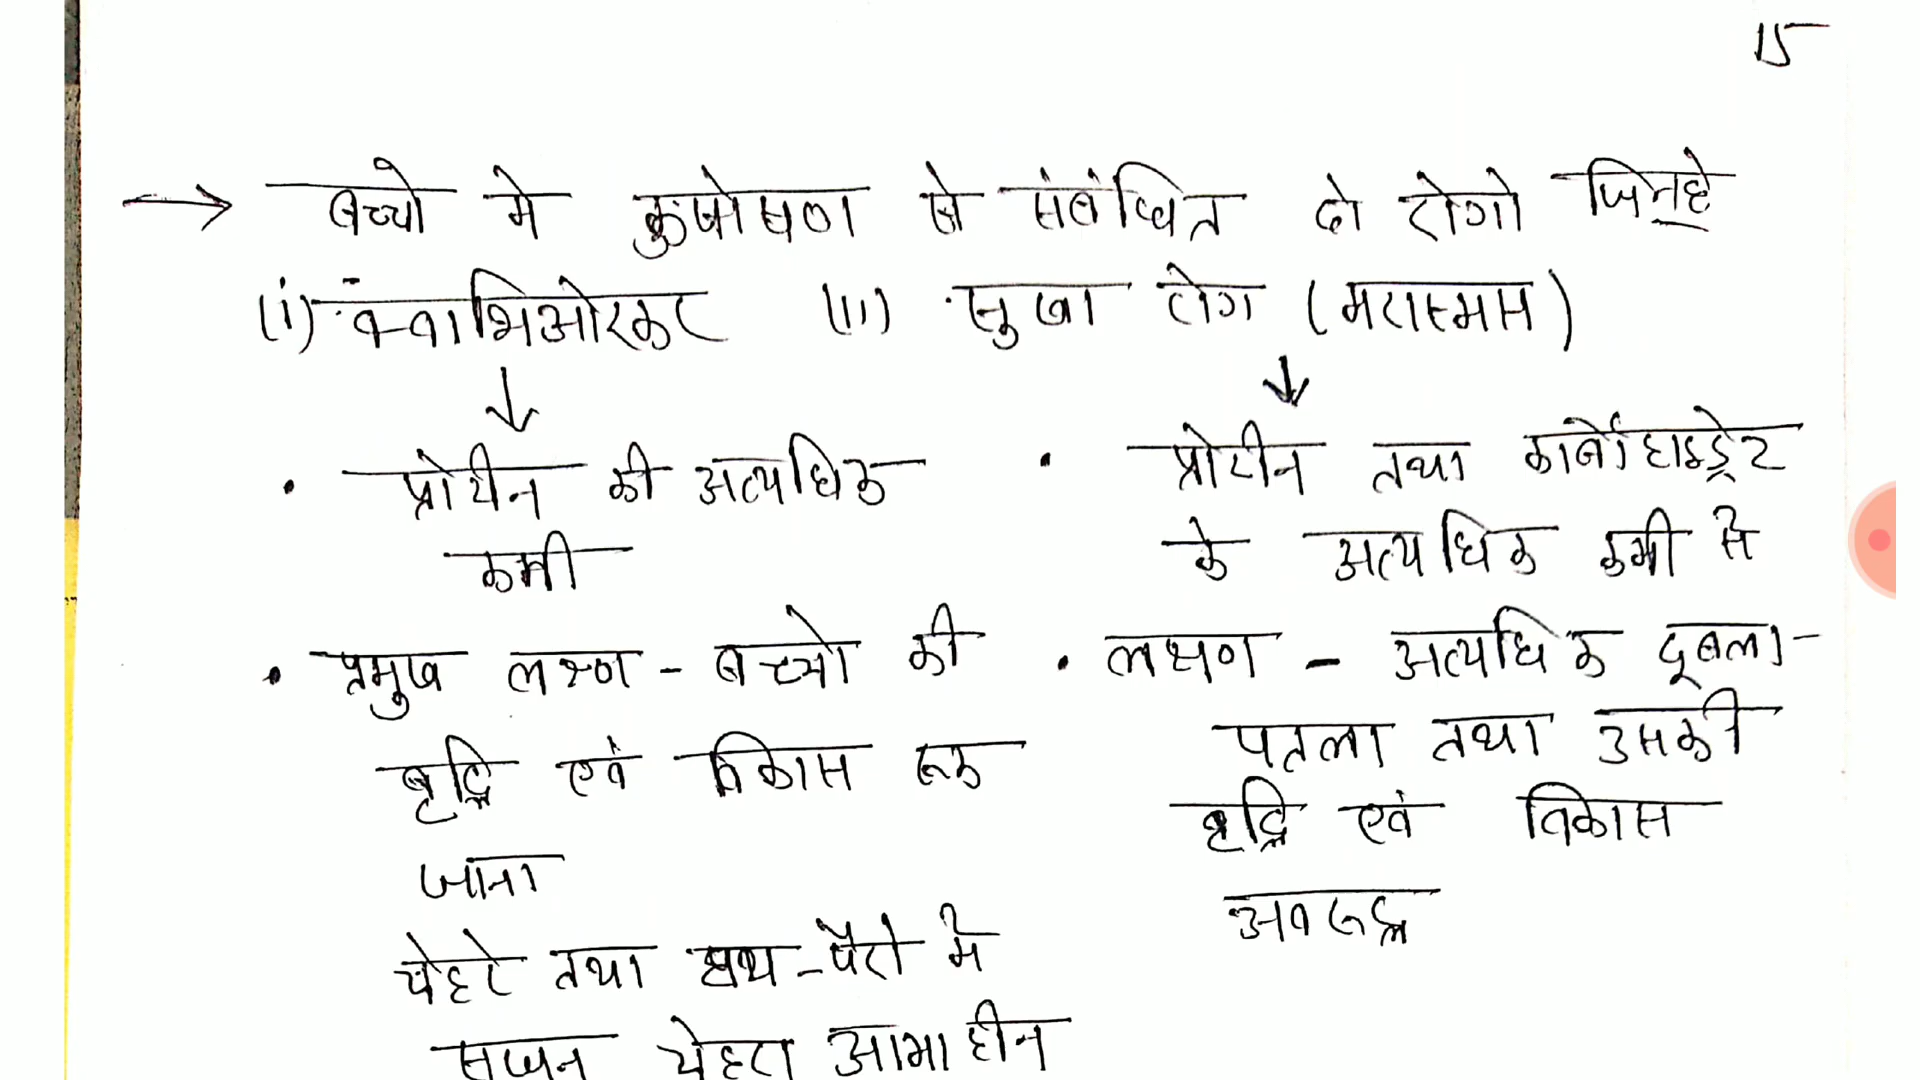 15
→ बच्चो मे कुपोषण से संबंधित दो रोगो जिन्हे
(i) क्वाशिओरकर (ii) सुखा रोग (मरास्मस)
↓ ↓
• प्रोटीन की अत्यधिक
कमी
• प्रमुख लक्ष्ण - बच्चो की
बृद्धि एवं विकास रूक
जाना
चेहरे तथा हाथ-पैरो मे
सुजन चेहरा आभाहीन
• प्रोटीन तथा कार्बोहाइड्रेट
के अत्यधिक कमी से
• लक्षण - अत्यधिक दूबला-
पतला तथा उसकी
बृद्धि एवं विकास
अवरूद्ध